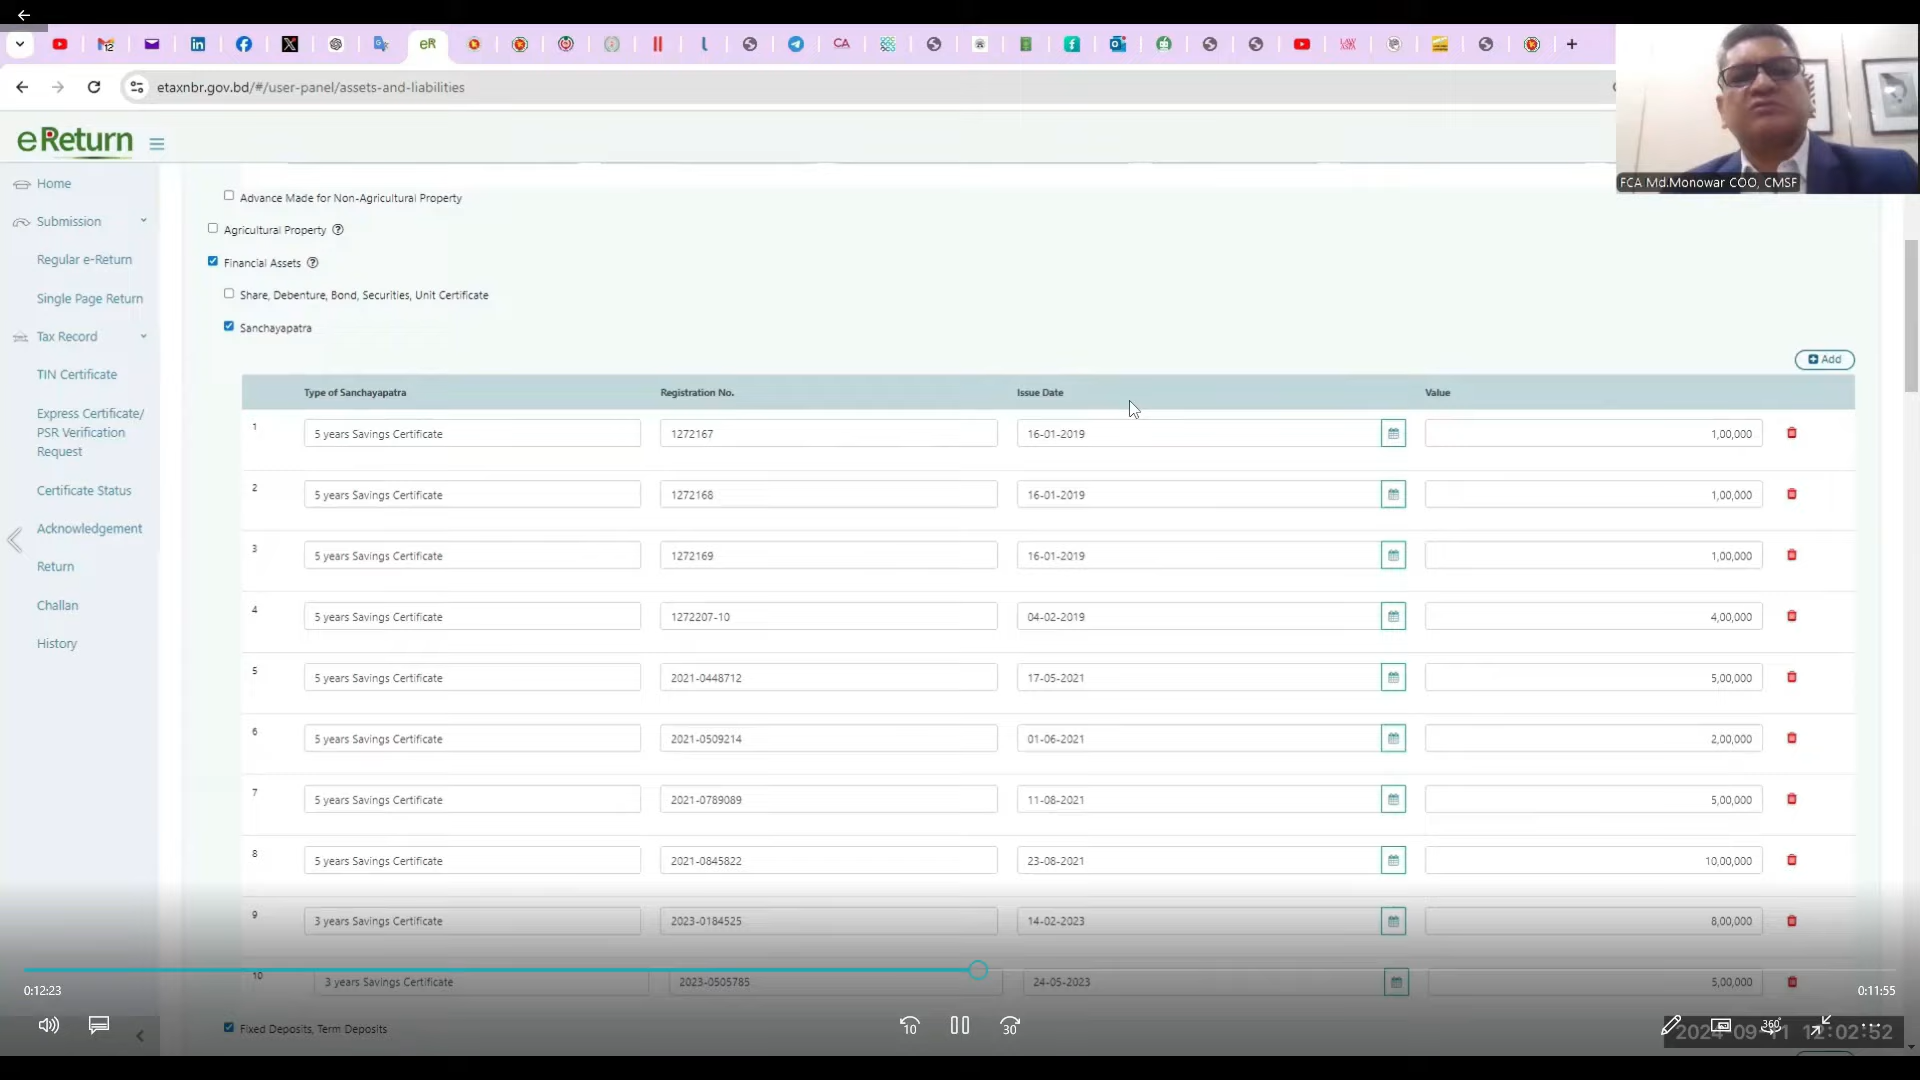 etaxnbr.gov.bd/#/user-panel/assets-and-liabilities
FCA Md.Monowar COO, CMSF
eReturn
Home
Submission
Regular e-Return
Single Page Return
Tax Record
TIN Certificate
Express Certificate/
PSR Verification
Request
Certificate Status
Acknowledgement
Return
Challan
History
Advance Made for Non-Agricultural Property
Agricultural Property
Financial Assets
Share, Debenture, Bond, Securities, Unit Certificate
Sanchayapatra
Add
Type of Sanchayapatra Registration No. Issue Date Value
1 5 years Savings Certificate 1272167 16-01-2019 1,00,000
2 5 years Savings Certificate 1272168 16-01-2019 1,00,000
3 5 years Savings Certificate 1272169 16-01-2019 1,00,000
4 5 years Savings Certificate 1272207-10 04-02-2019 4,00,000
5 5 years Savings Certificate 2021-0448712 17-05-2021 5,00,000
6 5 years Savings Certificate 2021-0509214 01-06-2021 2,00,000
7 5 years Savings Certificate 2021-0789089 11-08-2021 5,00,000
8 5 years Savings Certificate 2021-0845822 23-08-2021 10,00,000
9 3 years Savings Certificate 2023-0184525 14-02-2023 8,00,000
10 3 years Savings Certificate 2023-0505785 24-05-2023 5,00,000
Fixed Deposits, Term Deposits
0:12:23
0:11:55
10
30
360
2024-09-11 12:02:52